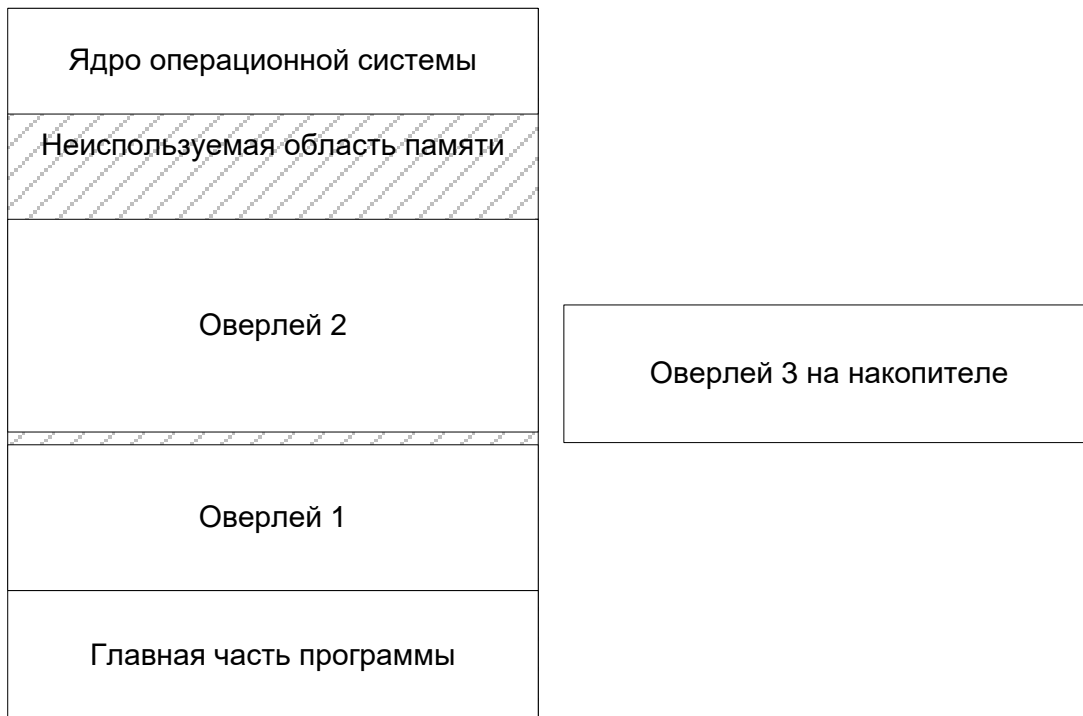 Ядро операционной системы
Неиспользуемая область памяти
Оверлей 2
Оверлей 3 на накопителе
Оверлей 1
Главная часть программы